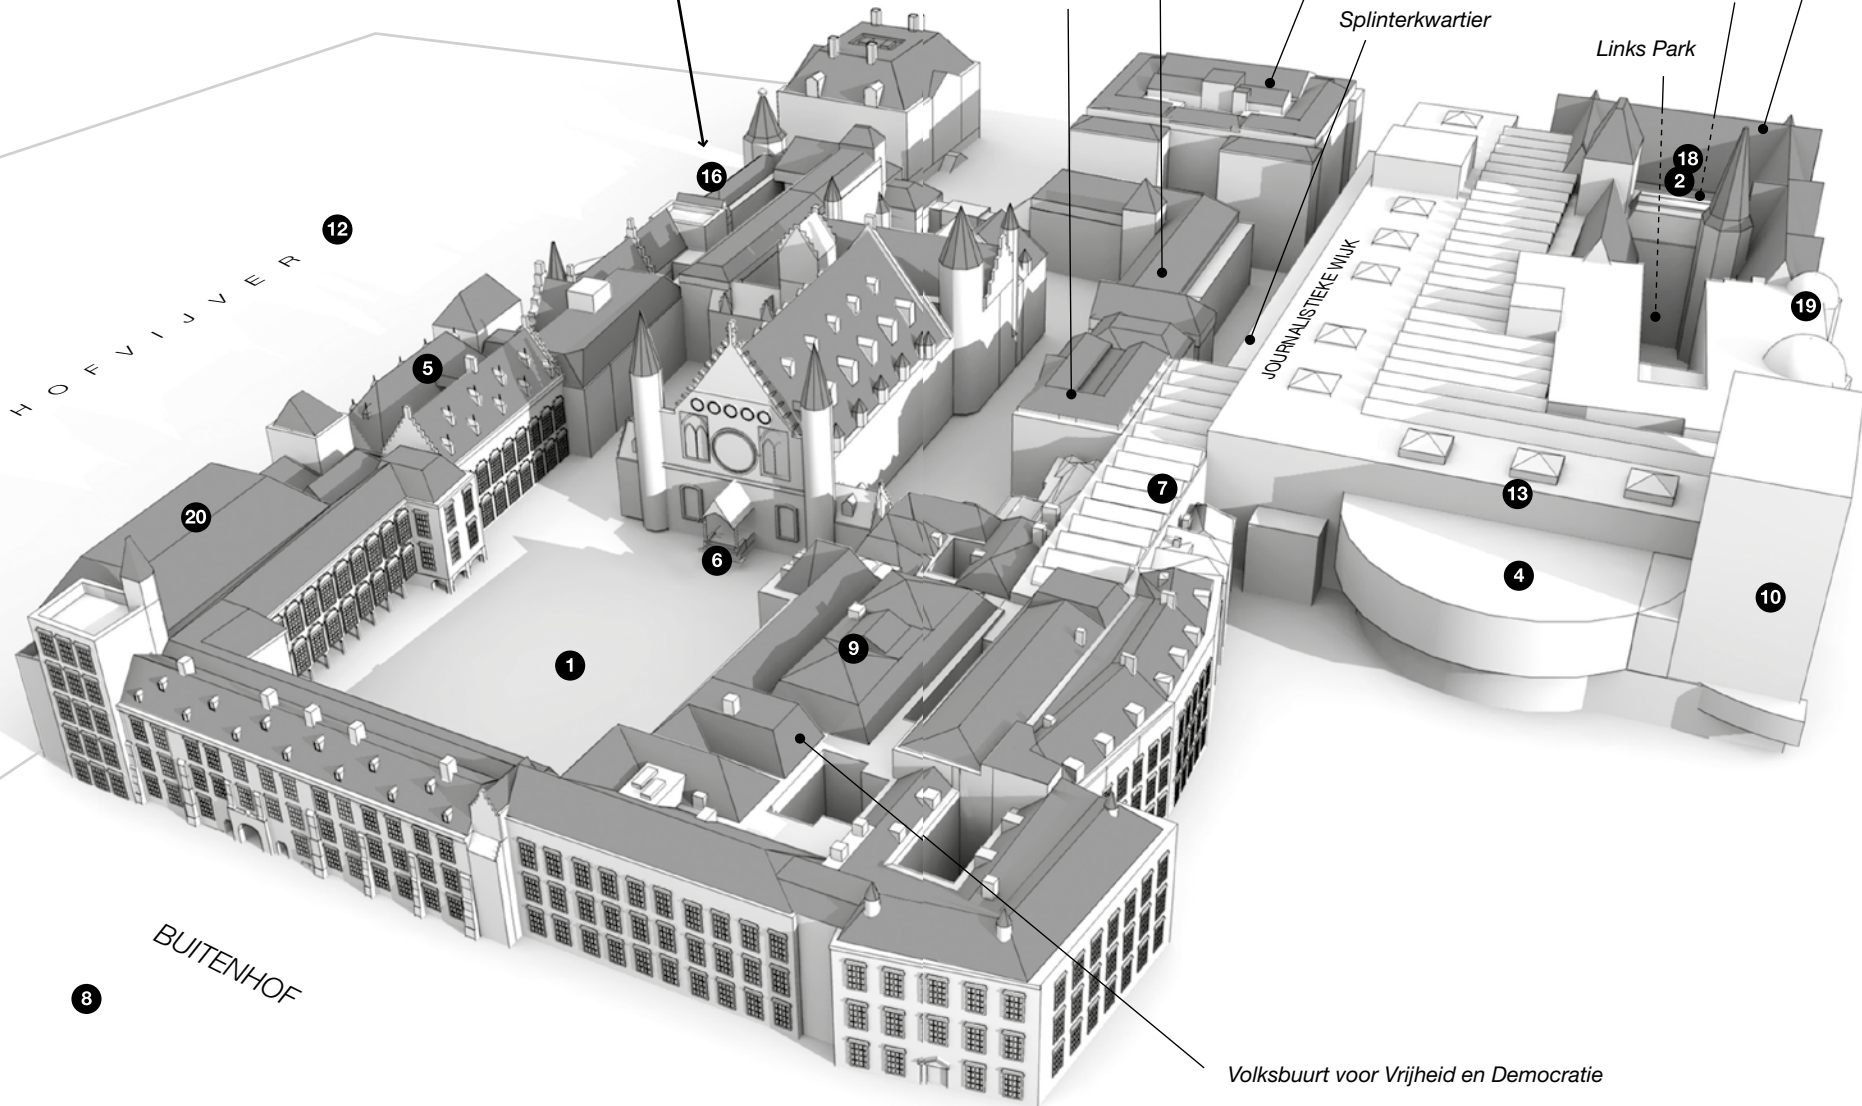 Splinterkwartier
Links Park
16
18
2
12
HOFVIJVER
JOURNALISTIEKE WIJK
19
5
7
13
20
6
4
10
9
1
BUITENHOF
8
Volksbuurt voor Vrijheid en Democratie